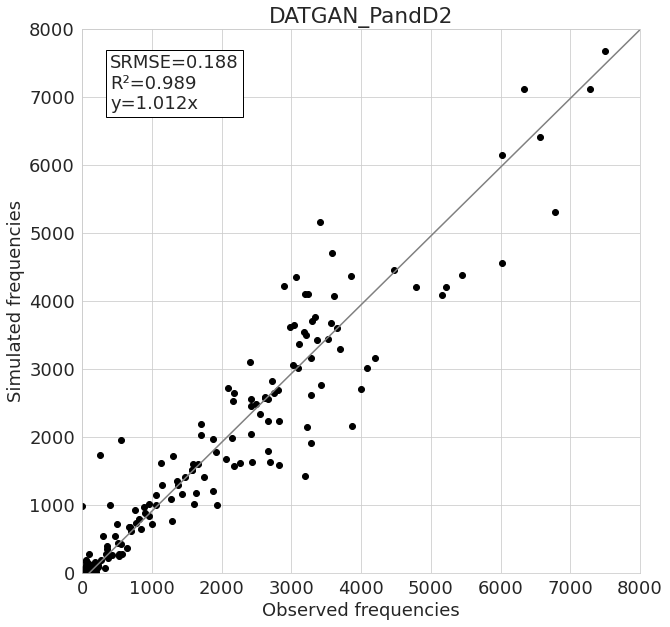 DATGAN_PandD2
SRMSE=0.188
R²=0.989
y=1.012x
Simulated frequencies
8000
7000
6000
5000
4000
3000
2000
1000
0
0 1000 2000 3000 4000 5000 6000 7000 8000
Observed frequencies